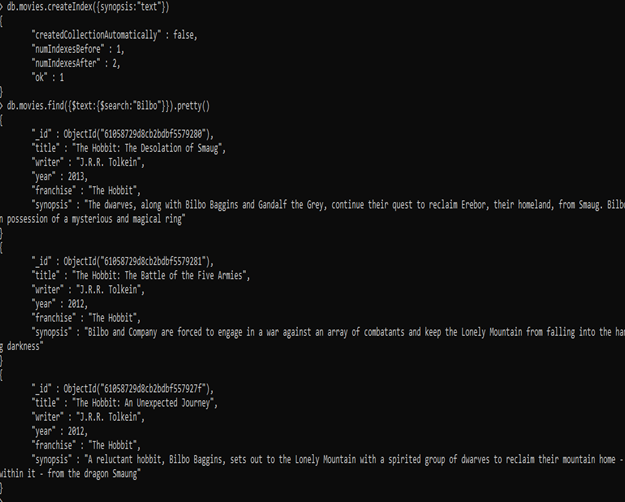 > db.movies.createIndex({synopsis:"text"})
{
"createdCollectionAutomatically" : false,
"numIndexesBefore" : 1,
"numIndexesAfter" : 2,
"ok" : 1
}
> db.movies.find({$text:{$search:"Bilbo"}}).pretty()
{
"_id" : ObjectId("61058729d8cb2bdbf5579280"),
"title" : "The Hobbit: The Desolation of Smaug",
"writer" : "J.R.R. Tolkein",
"year" : 2013,
"franchise" : "The Hobbit",
"synopsis" : "The dwarves, along with Bilbo Baggins and Gandalf the Grey, continue their quest to reclaim Erebor, their homeland, from Smaug. Bilbo
n possession of a mysterious and magical ring"
}
{
"_id" : ObjectId("61058729d8cb2bdbf5579281"),
"title" : "The Hobbit: The Battle of the Five Armies",
"writer" : "J.R.R. Tolkein",
"year" : 2012,
"franchise" : "The Hobbit",
"synopsis" : "Bilbo and Company are forced to engage in a war against an array of combatants and keep the Lonely Mountain from falling into the han
g darkness"
}
{
"_id" : ObjectId("61058729d8cb2bdbf557927f"),
"title" : "The Hobbit: An Unexpected Journey",
"writer" : "J.R.R. Tolkein",
"year" : 2012,
"franchise" : "The Hobbit",
"synopsis" : "A reluctant hobbit, Bilbo Baggins, sets out to the Lonely Mountain with a spirited group of dwarves to reclaim their mountain home -
within it - from the dragon Smaung"
}
>